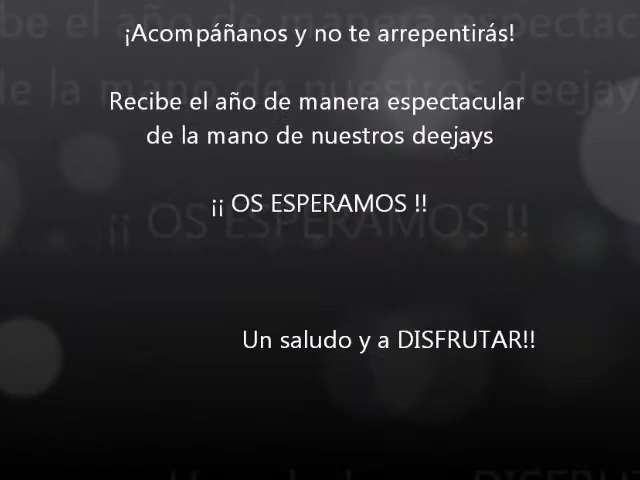 ¡Acompáñanos y no te arrepentirás!
Recibe el año de manera espectacular
de la mano de nuestros deejays
¡¡ OS ESPERAMOS !!
Un saludo y a DISFRUTAR!!